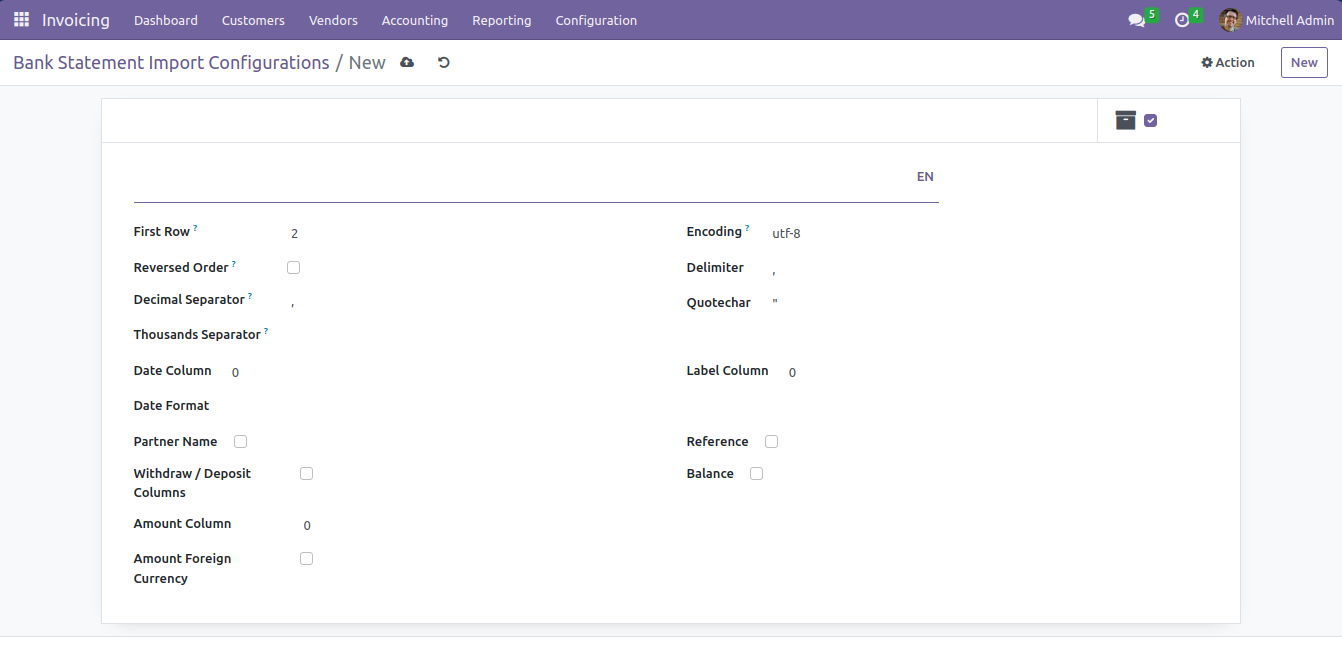 Invoicing Dashboard Customers Vendors Accounting Reporting Configuration 5 4 Mitchell Admin
Bank Statement Import Configurations / New Action New
EN
First Row ? 2 Encoding ? utf-8
Reversed Order ? Delimiter ,
Decimal Separator ? , Quotechar "
Thousands Separator ?
Date Column 0 Label Column 0
Date Format
Partner Name Reference
Withdraw / Deposit Balance
Columns
Amount Column 0
Amount Foreign
Currency